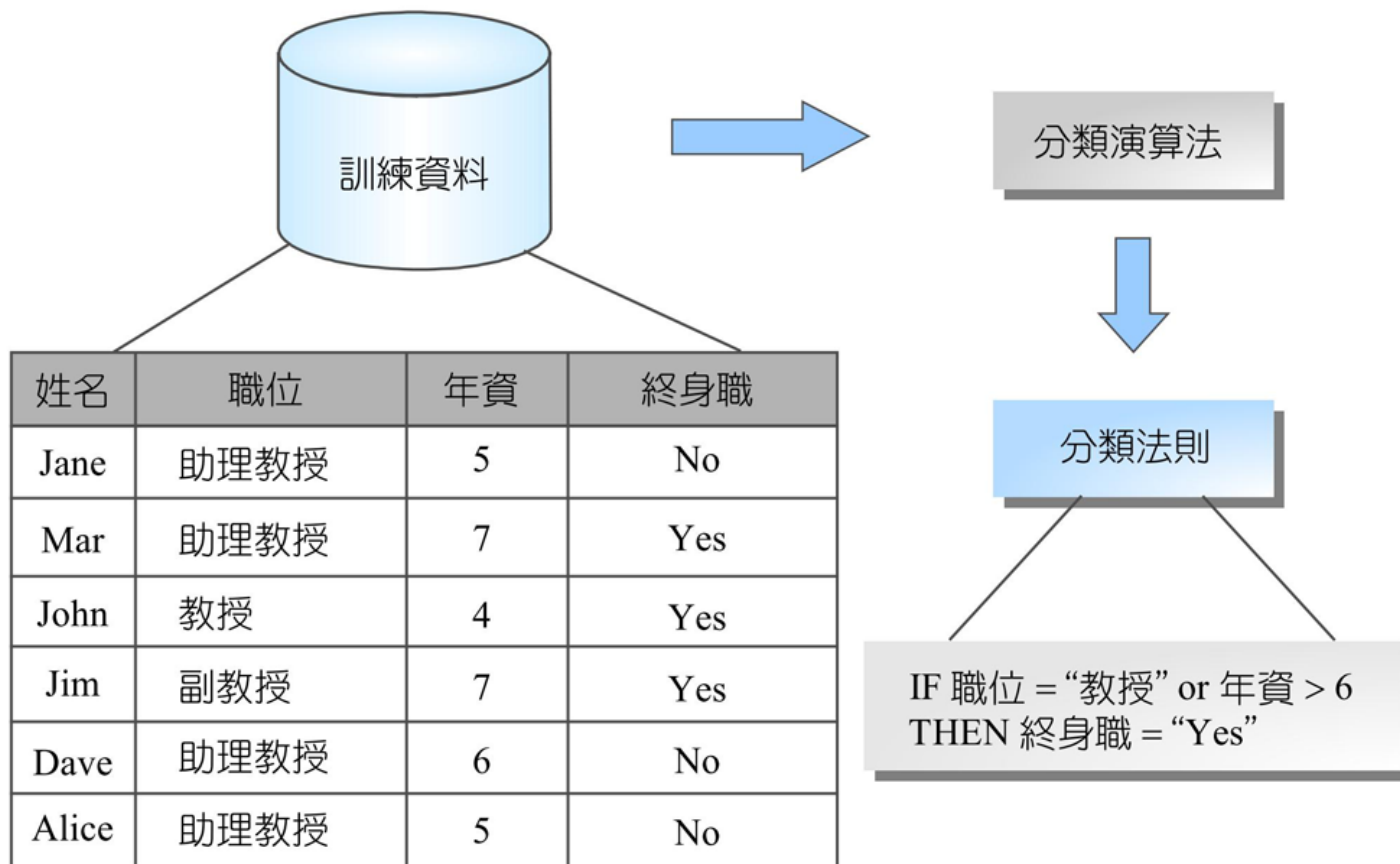 訓練資料
分類演算法
分類法則
IF 職位 = “教授” or 年資 > 6
THEN 終身職 = “Yes”
姓名 職位 年資 終身職
Jane 助理教授 5 No
Mar 助理教授 7 Yes
John 教授 4 Yes
Jim 副教授 7 Yes
Dave 助理教授 6 No
Alice 助理教授 5 No